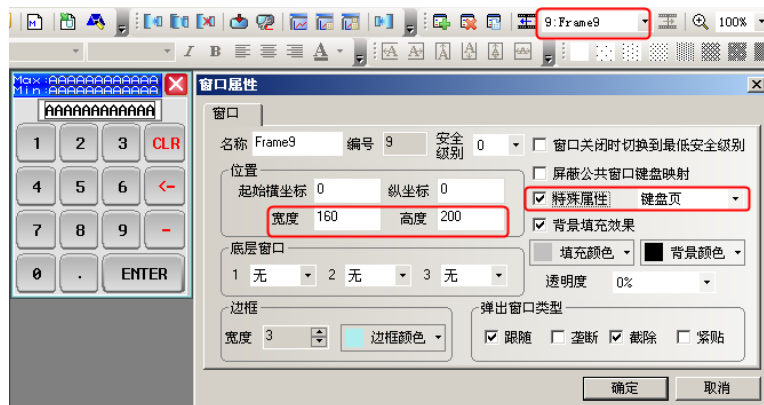 9:Frame9 100%
I B A
Max:AAAAAAAAAAAA
Min:AAAAAAAAAAAA
AAAAAAAAAAAA
1 2 3 CLR
4 5 6 <-
7 8 9 -
0 . ENTER
窗口属性
窗口
名称 Frame9 编号 9 安全级别 0
窗口关闭时切换到最低安全级别
位置
屏蔽公共窗口键盘映射
起始横坐标 0 纵坐标 0
特殊属性 键盘页
宽度 160 高度 200
背景填充效果
底层窗口
填充颜色 背景颜色
1 无 2 无 3 无
透明度 0%
边框
弹出窗口类型
宽度 3 边框颜色
跟随 垄断 截除 紧贴
确定 取消